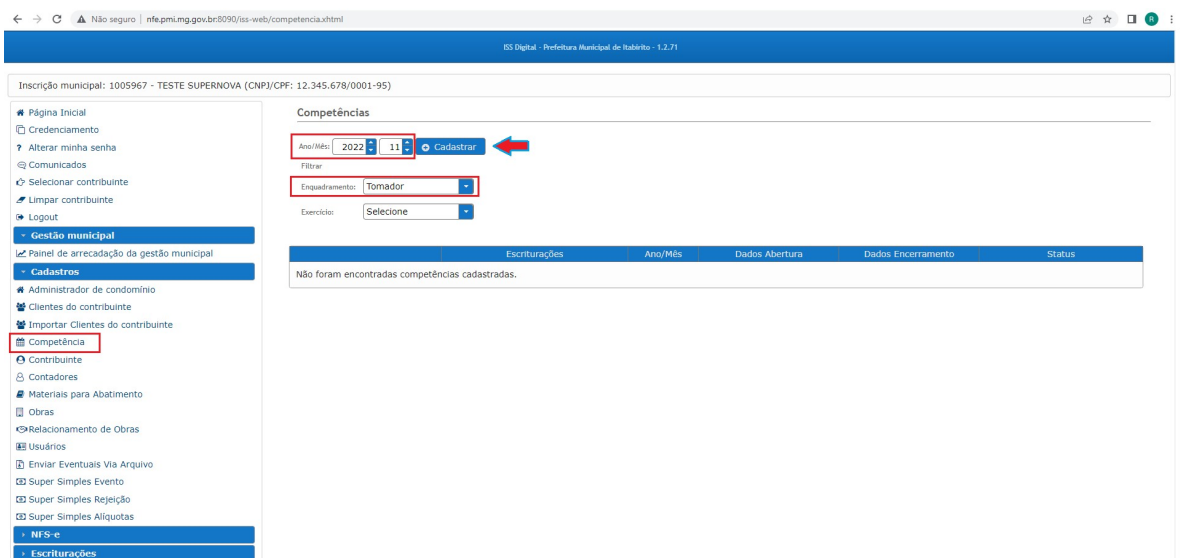 Não seguro | nfe.pmi.mg.gov.br:8090/iss-web/competencia.xhtml
R
ISS Digital - Prefeitura Municipal de Itabirito - 1.2.71
Inscrição municipal: 1005967 - TESTE SUPERNOVA (CNPJ/CPF: 12.345.678/0001-95)
Página Inicial
Credenciamento
Alterar minha senha
Comunicados
Selecionar contribuinte
Limpar contribuinte
Logout
Gestão municipal
Painel de arrecadação da gestão municipal
Cadastros
Administrador de condomínio
Clientes do contribuinte
Importar Clientes do contribuinte
Competência
Contribuinte
Contadores
Materiais para Abatimento
Obras
Relacionamento de Obras
Usuários
Enviar Eventuais Via Arquivo
Super Simples Evento
Super Simples Rejeição
Super Simples Alíquotas
NFS-e
Escriturações
Competências
Ano/Mês: 2022 11 Cadastrar
Filtrar
Enquadramento: Tomador
Exercício: Selecione
Escriturações Ano/Mês Dados Abertura Dados Encerramento Status
Não foram encontradas competências cadastradas.